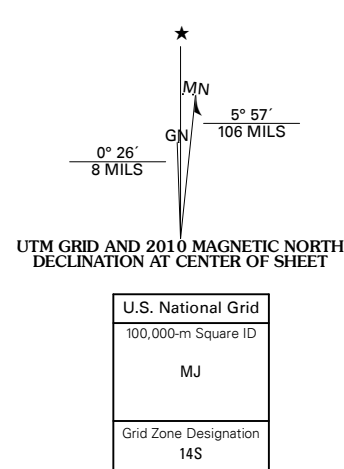 ★
MN
GN
5° 57´
106 MILS
0° 26´
8 MILS
UTM GRID AND 2010 MAGNETIC NORTH
DECLINATION AT CENTER OF SHEET
U.S. National Grid
100,000-m Square ID
MJ
Grid Zone Designation
14S